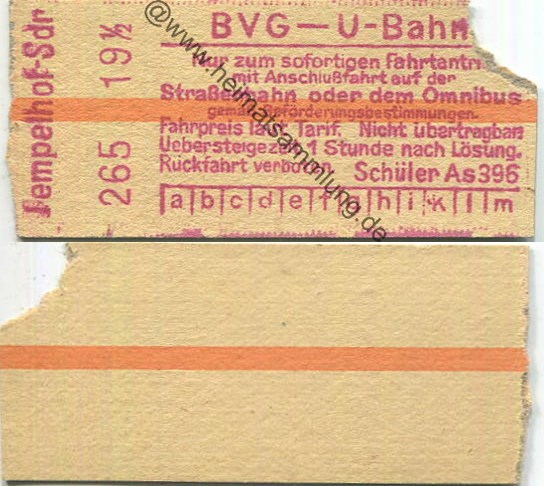 Tempelhof-Sdr
265 19½
BVG—U-Bahn
Nur zum sofortigen Fahrtantri
mit Anschlußfahrt auf der
Straßenbahn oder dem Omnibus
gemäß Beförderungsbestimmungen.
Fahrpreis laut Tarif. Nicht übertragbar
Uebersteigezeit 1 Stunde nach Lösung.
Rückfahrt verboten. Schüler As 396
a b c d e f g h i k l m
@www.heimatsammlung.de